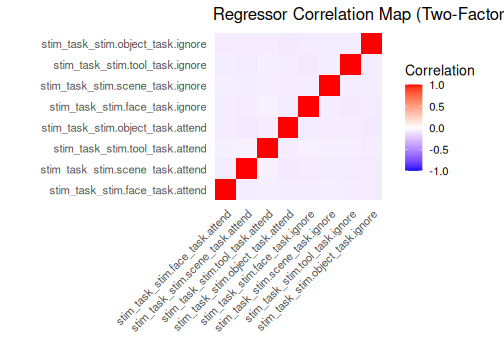 Regressor Correlation Map (Two-Factor
stim_task_stim.object_task.ignore
stim_task_stim.tool_task.ignore
stim_task_stim.scene_task.ignore
stim_task_stim.face_task.ignore
stim_task_stim.object_task.attend
stim_task_stim.tool_task.attend
stim_task_stim.scene_task.attend
stim_task_stim.face_task.attend
Correlation
1.0
0.5
0.0
-0.5
-1.0
stim_task_stim.face_task.attend
stim_task_stim.scene_task.attend
stim_task_stim.tool_task.attend
stim_task_stim.object_task.attend
stim_task_stim.face_task.ignore
stim_task_stim.scene_task.ignore
stim_task_stim.tool_task.ignore
stim_task_stim.object_task.ignore